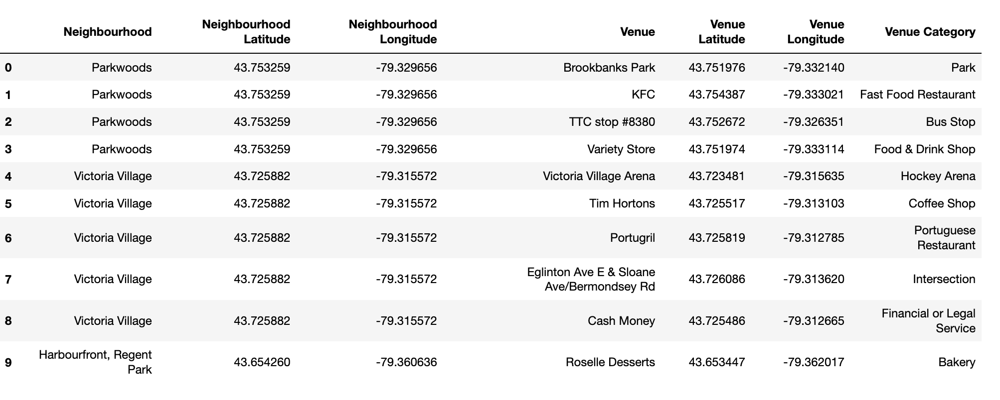 Neighbourhood Neighbourhood Latitude Neighbourhood Longitude Venue Venue Latitude Venue Longitude Venue Category
0 Parkwoods 43.753259 -79.329656 Brookbanks Park 43.751976 -79.332140 Park
1 Parkwoods 43.753259 -79.329656 KFC 43.754387 -79.333021 Fast Food Restaurant
2 Parkwoods 43.753259 -79.329656 TTC stop #8380 43.752672 -79.326351 Bus Stop
3 Parkwoods 43.753259 -79.329656 Variety Store 43.751974 -79.333114 Food & Drink Shop
4 Victoria Village 43.725882 -79.315572 Victoria Village Arena 43.723481 -79.315635 Hockey Arena
5 Victoria Village 43.725882 -79.315572 Tim Hortons 43.725517 -79.313103 Coffee Shop
6 Victoria Village 43.725882 -79.315572 Portugril 43.725819 -79.312785 Portuguese Restaurant
7 Victoria Village 43.725882 -79.315572 Eglinton Ave E & Sloane Ave/Bermondsey Rd 43.726086 -79.313620 Intersection
8 Victoria Village 43.725882 -79.315572 Cash Money 43.725486 -79.312665 Financial or Legal Service
9 Harbourfront, Regent Park 43.654260 -79.360636 Roselle Desserts 43.653447 -79.362017 Bakery